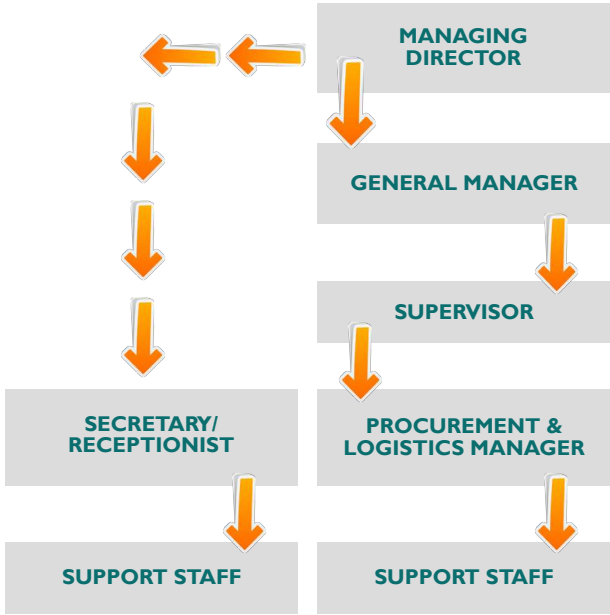 MANAGING
DIRECTOR
GENERAL MANAGER
SUPERVISOR
SECRETARY/
RECEPTIONIST
PROCUREMENT &
LOGISTICS MANAGER
SUPPORT STAFF
SUPPORT STAFF